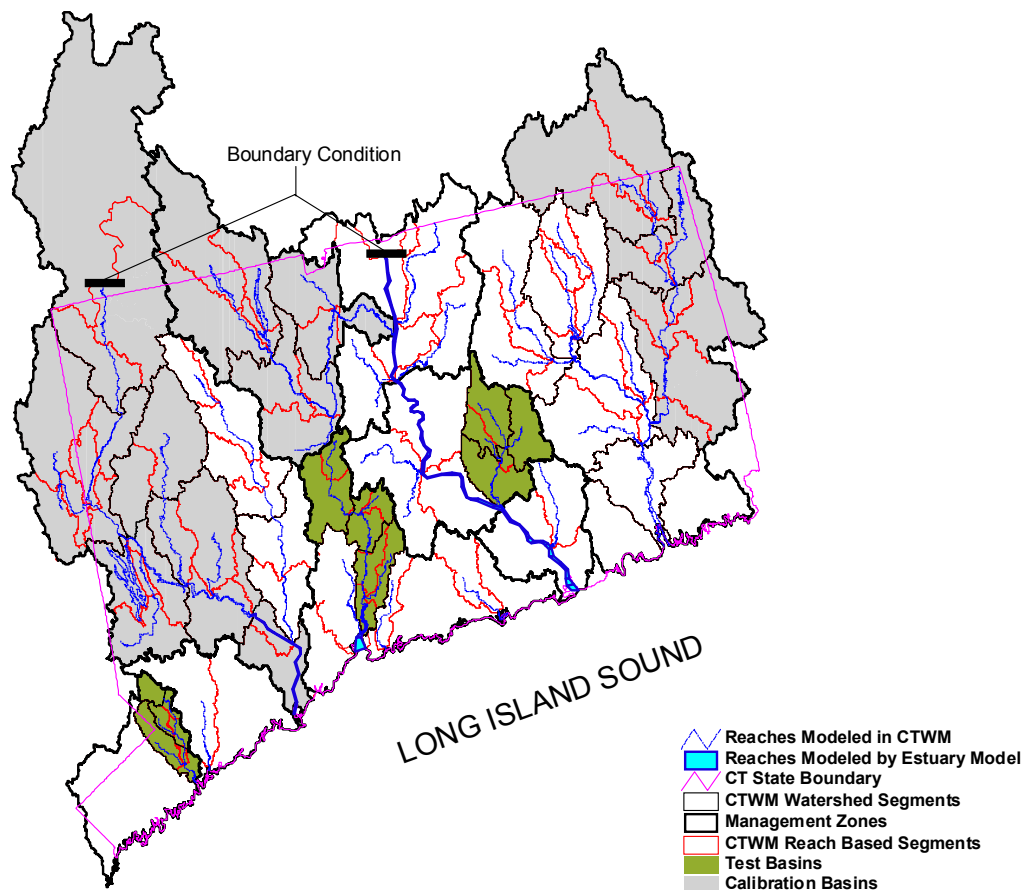 Boundary Condition
LONG ISLAND SOUND
Reaches Modeled in CTWM
Reaches Modeled by Estuary Model
CT State Boundary
CTWM Watershed Segments
Management Zones
CTWM Reach Based Segments
Test Basins
Calibration Basins